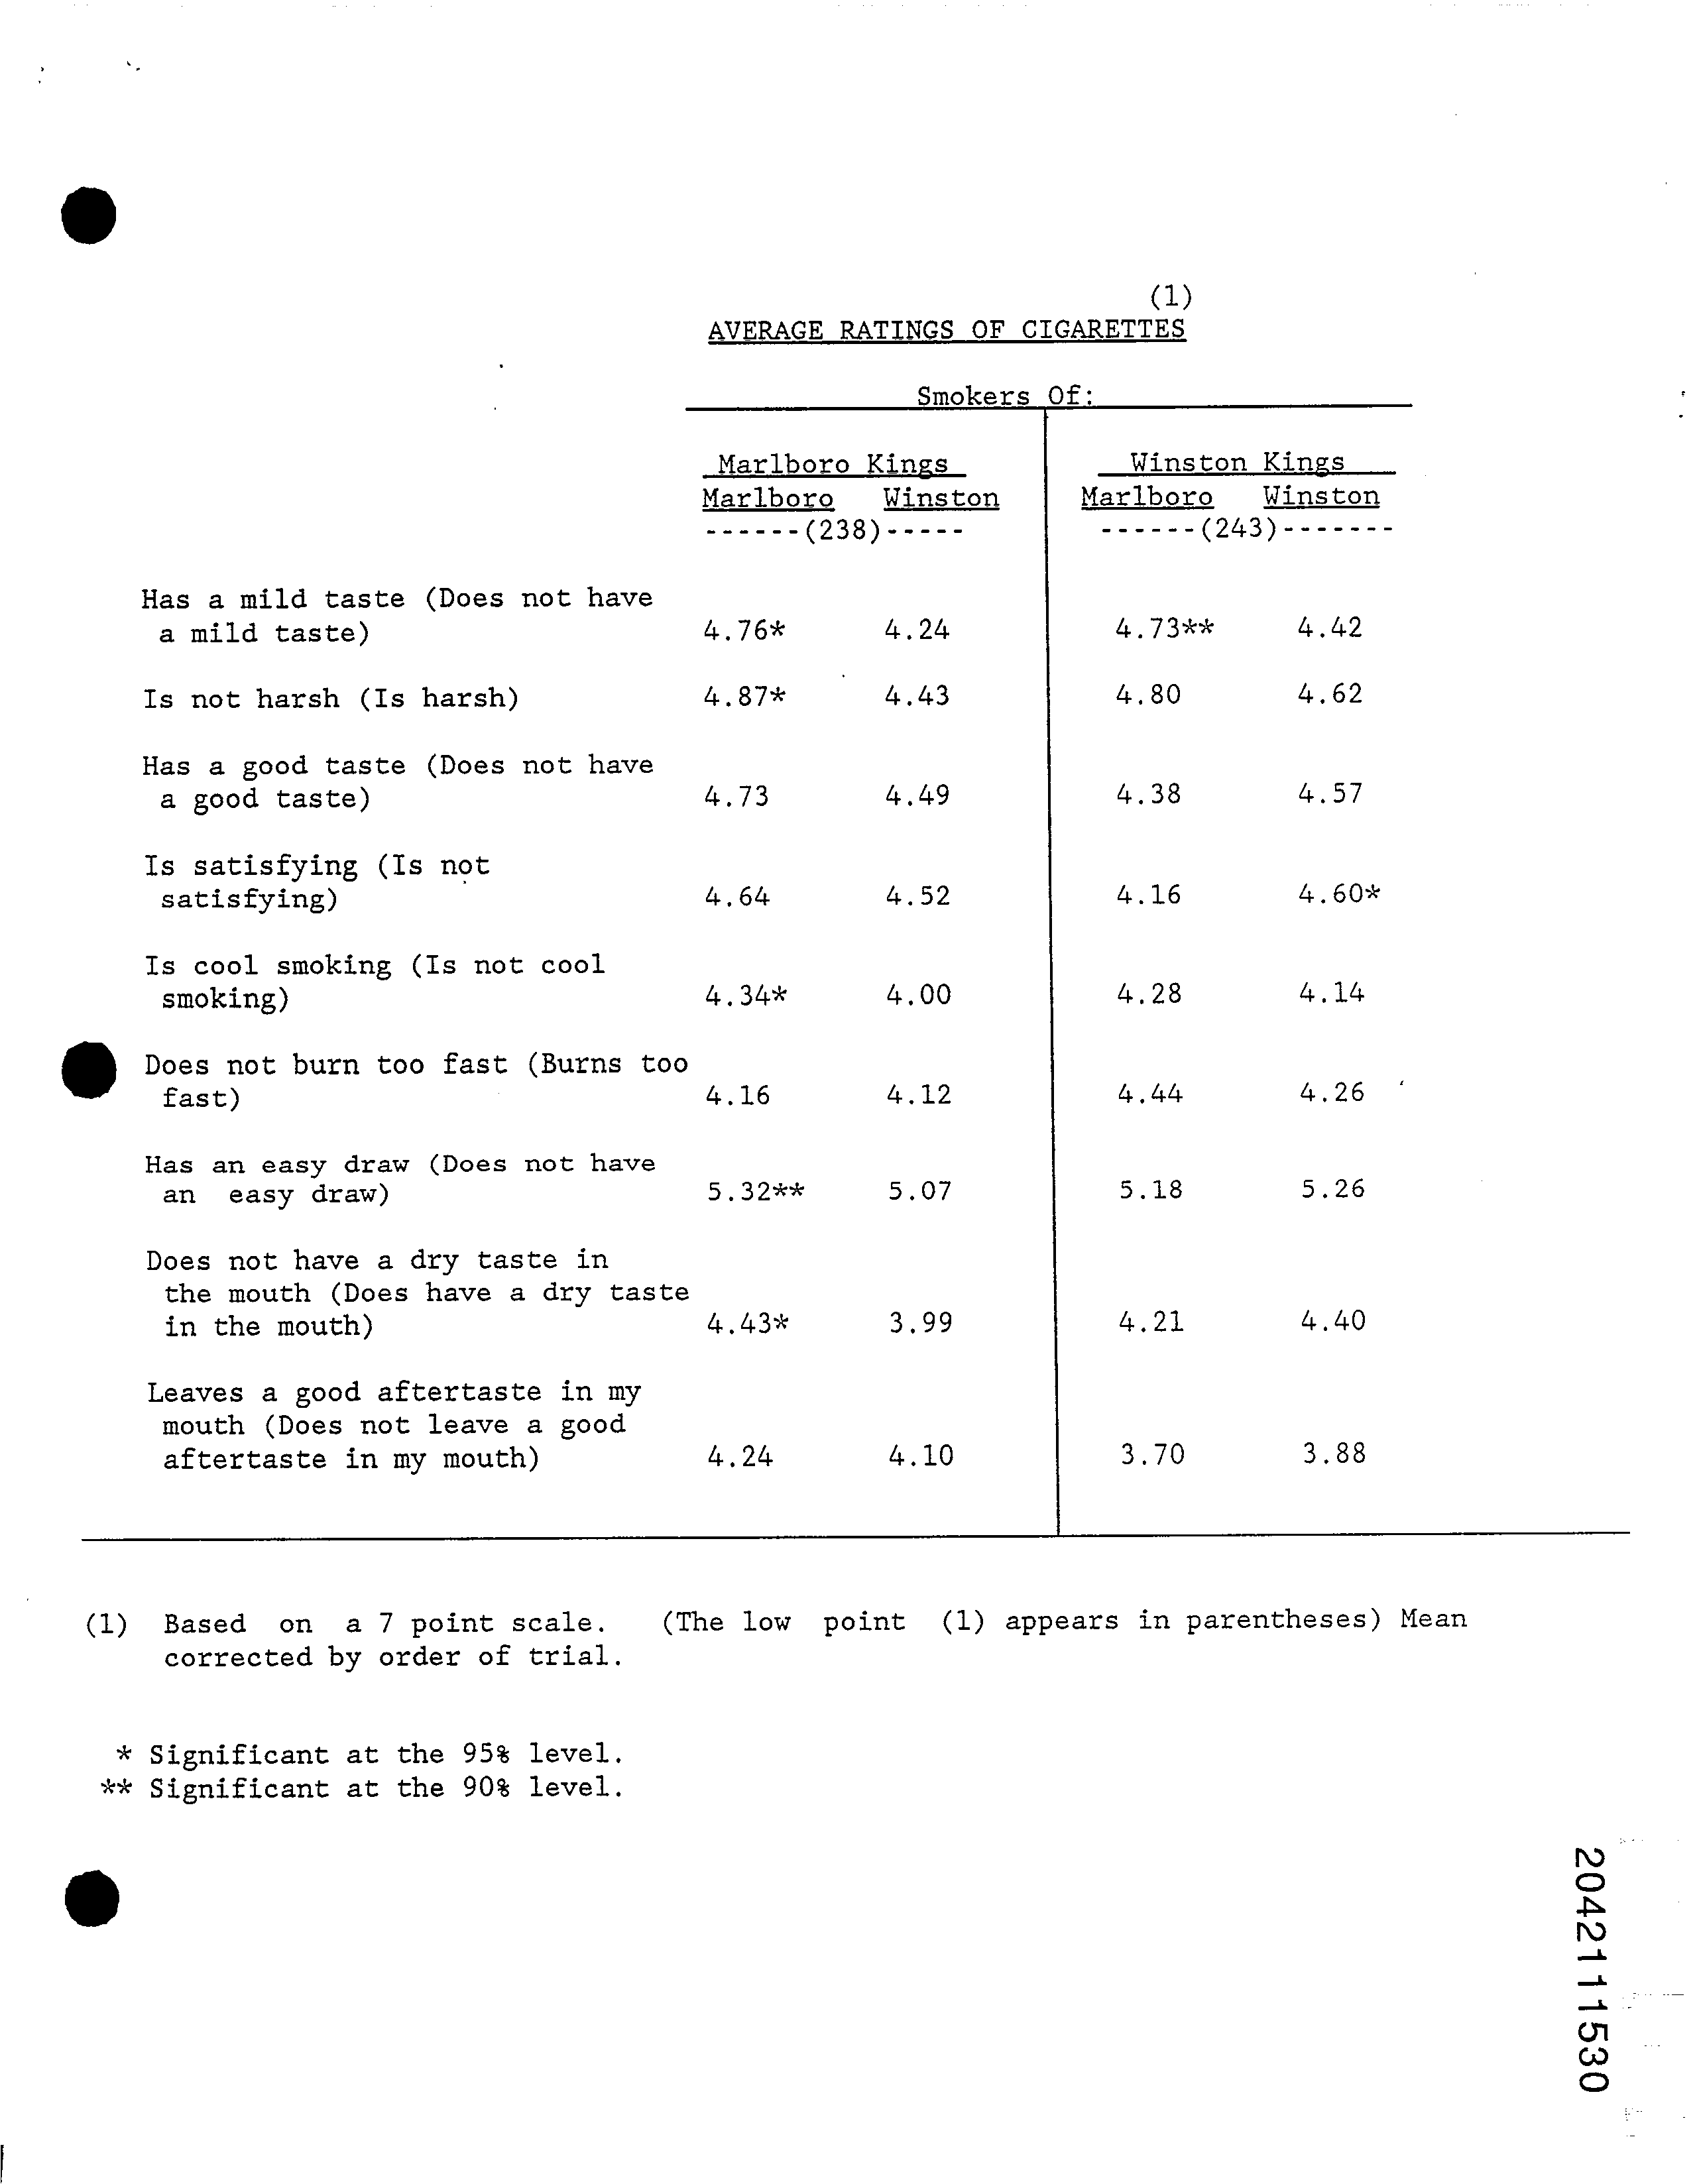 (1)
AVERAGE RATINGS OF CIGARETTES
Smokers Of:
Marlboro Kings Winston Kings
Marlboro Winston Marlboro Winston
------(238)----- ------(243)-------
Has a mild taste (Does not have
a mild taste) 4.76* 4.24 4.73** 4.42
Is not harsh (Is harsh) 4.87* 4.43 4.80 4.62
Has a good taste (Does not have
a good taste) 4.73 4.49 4.38 4.57
Is satisfying (Is not
satisfying) 4.64 4.52 4.16 4.60*
Is cool smoking (Is not cool
smoking) 4.34* 4.00 4.28 4.14
Does not burn too fast (Burns too
fast) 4.16 4.12 4.44 4.26
Has an easy draw (Does not have
an easy draw) 5.32** 5.07 5.18 5.26
Does not have a dry taste in
the mouth (Does have a dry taste
in the mouth) 4.43* 3.99 4.21 4.40
Leaves a good aftertaste in my
mouth (Does not leave a good
aftertaste in my mouth) 4.24 4.10 3.70 3.88
(1) Based on a 7 point scale. (The low point (1) appears in parentheses) Mean
corrected by order of trial.
* Significant at the 95% level.
** Significant at the 90% level.
2042111530